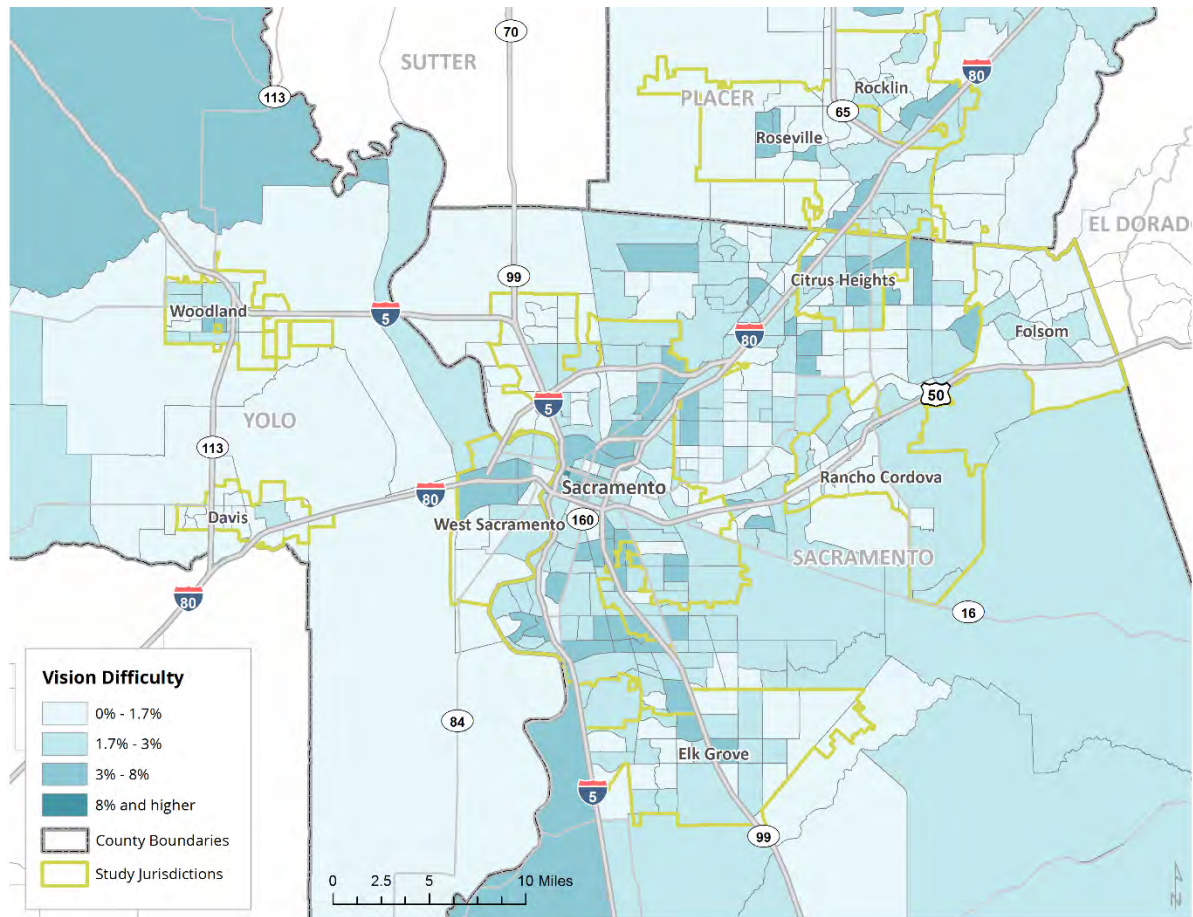 70
SUTTER
113
80
Rocklin
PLACER
65
Roseville
EL DORADO
99
Citrus Heights
Woodland
5
80
Folsom
50
5
YOLO
113
Rancho Cordova
80
Sacramento
Davis
West Sacramento
160
SACRAMENTO
80
16
Vision Difficulty
0% - 1.7%
1.7% - 3%
3% - 8%
8% and higher
County Boundaries
Study Jurisdictions
84
Elk Grove
5
99
0 2.5 5 10 Miles